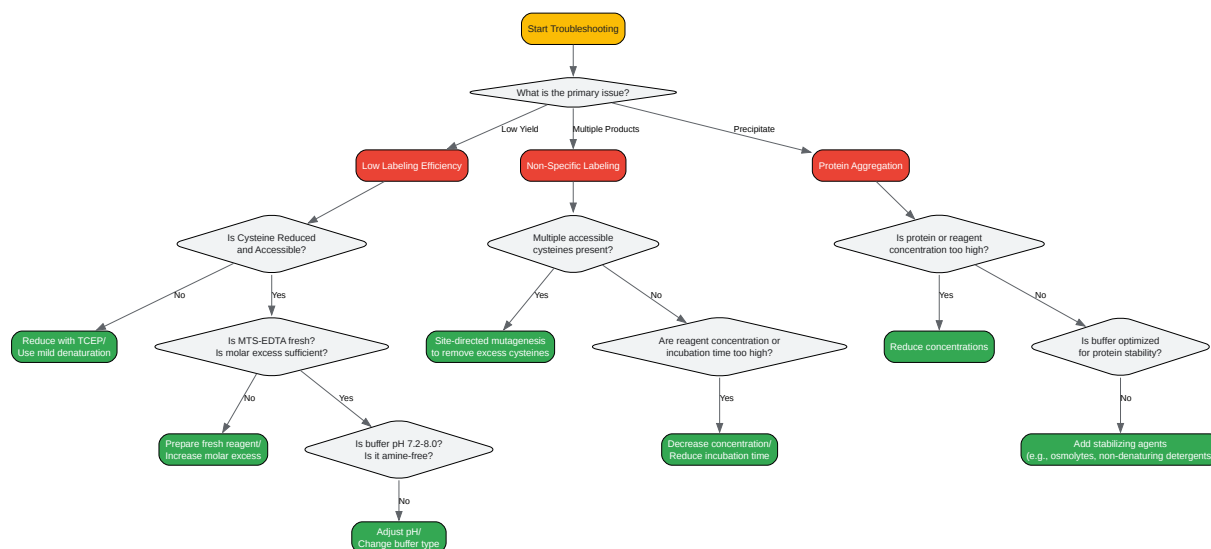 Start Troubleshooting
What is the primary issue?
Low Yield
Multiple Products
Precipitate
Low Labeling Efficiency
Non-Specific Labeling
Protein Aggregation
Is Cysteine Reduced
and Accessible?
Multiple accessible
cysteines present?
Is protein or reagent
concentration too high?
No
Yes
Yes
No
Yes
No
Reduce with TCEP/
Use mild denaturation
Is MTS-EDTA fresh?
Is molar excess sufficient?
Site-directed mutagenesis
to remove excess cysteines
Are reagent concentration or
incubation time too high?
Reduce concentrations
Is buffer optimized
for protein stability?
No
Yes
Yes
No
Prepare fresh reagent/
Increase molar excess
Is buffer pH 7.2-8.0?
Is it amine-free?
Decrease concentration/
Reduce incubation time
Add stabilizing agents
(e.g., osmolytes, non-denaturing detergents
No
Adjust pH/
Change buffer type